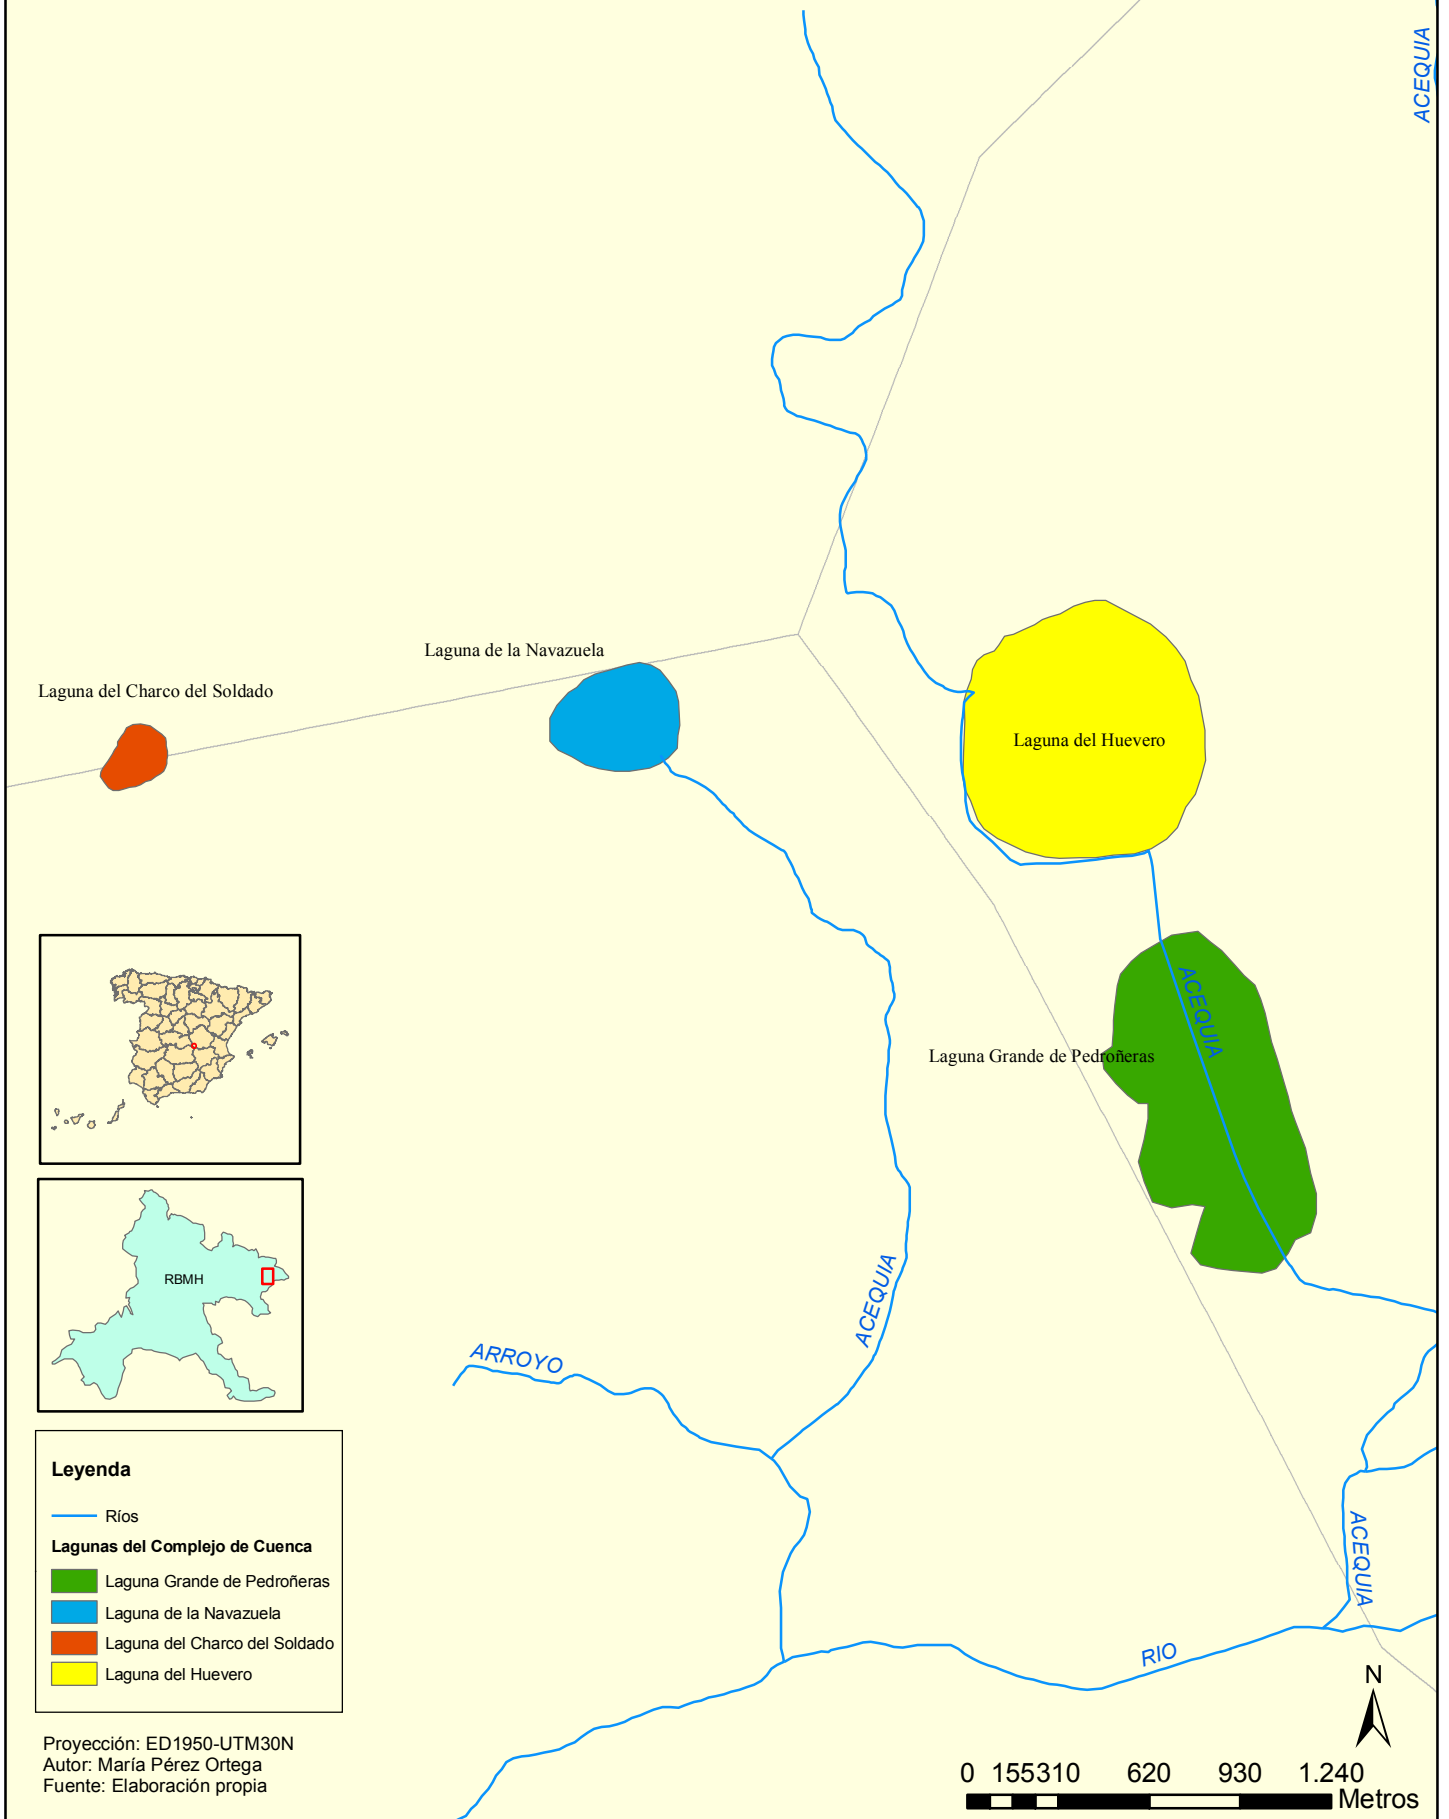 ACEQUIA
Laguna de la Navazuela
Laguna del Charco del Soldado
Laguna del Huevero
ACEQUIA
Laguna Grande de Pedroñeras
ACEQUIA
ARROYO
ACEQUIA
RIO
RBMH
Leyenda
Ríos
Lagunas del Complejo de Cuenca
Laguna Grande de Pedroñeras
Laguna de la Navazuela
Laguna del Charco del Soldado
Laguna del Huevero
Proyección: ED1950-UTM30N
Autor: María Pérez Ortega
Fuente: Elaboración propia
N
0 155310 620 930 1.240
Metros